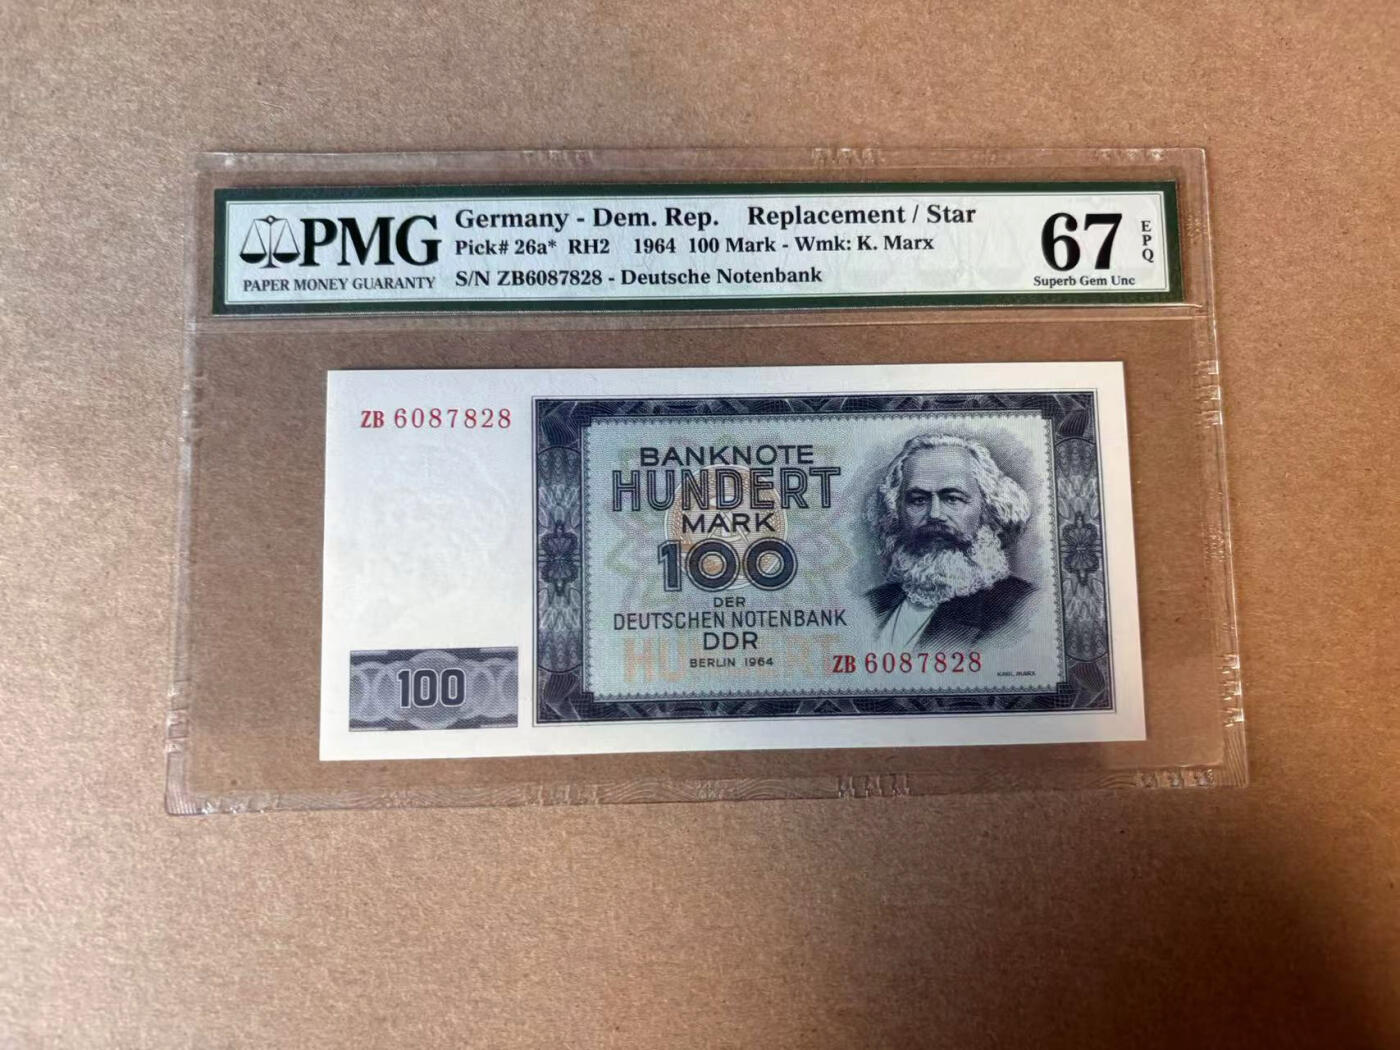 PMG
PAPER MONEY GUARANTY
Germany - Dem. Rep. Replacement / Star
Pick# 26a* RH2 1964 100 Mark - Wmk: K. Marx
S/N ZB6087828 - Deutsche Notenbank
67
EPQ
Superb Gem Unc
ZB 6087828
BANKNOTE
HUNDERT
MARK
100
DER
DEUTSCHEN NOTENBANK
DDR
HUNDERT
BERLIN 1964
ZB 6087828
KARL MARX
100